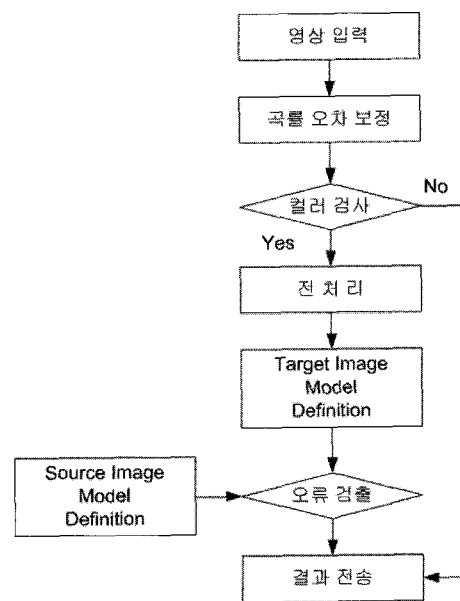 영상 입력
곡률 오차 보정
컬러 검사
No
Yes
전 처 리
Target Image
Model
Definition
Source Image
Model
Definition
오류 검출
결과 전송